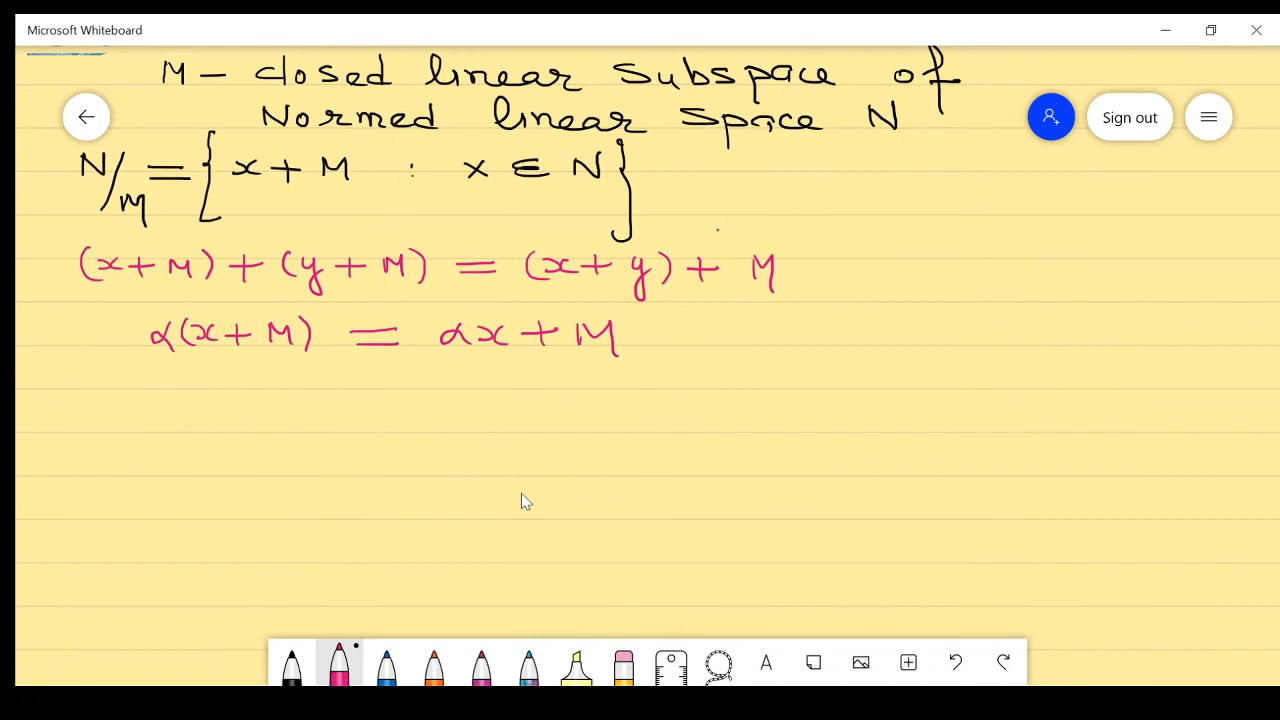 Microsoft Whiteboard
M - closed linear subspace of
Normed linear space N
N/M = { x + M : x ∈ N }
Sign out
(x+M) + (y+M) = (x+y) + M
α(x+M) = αx + M
A